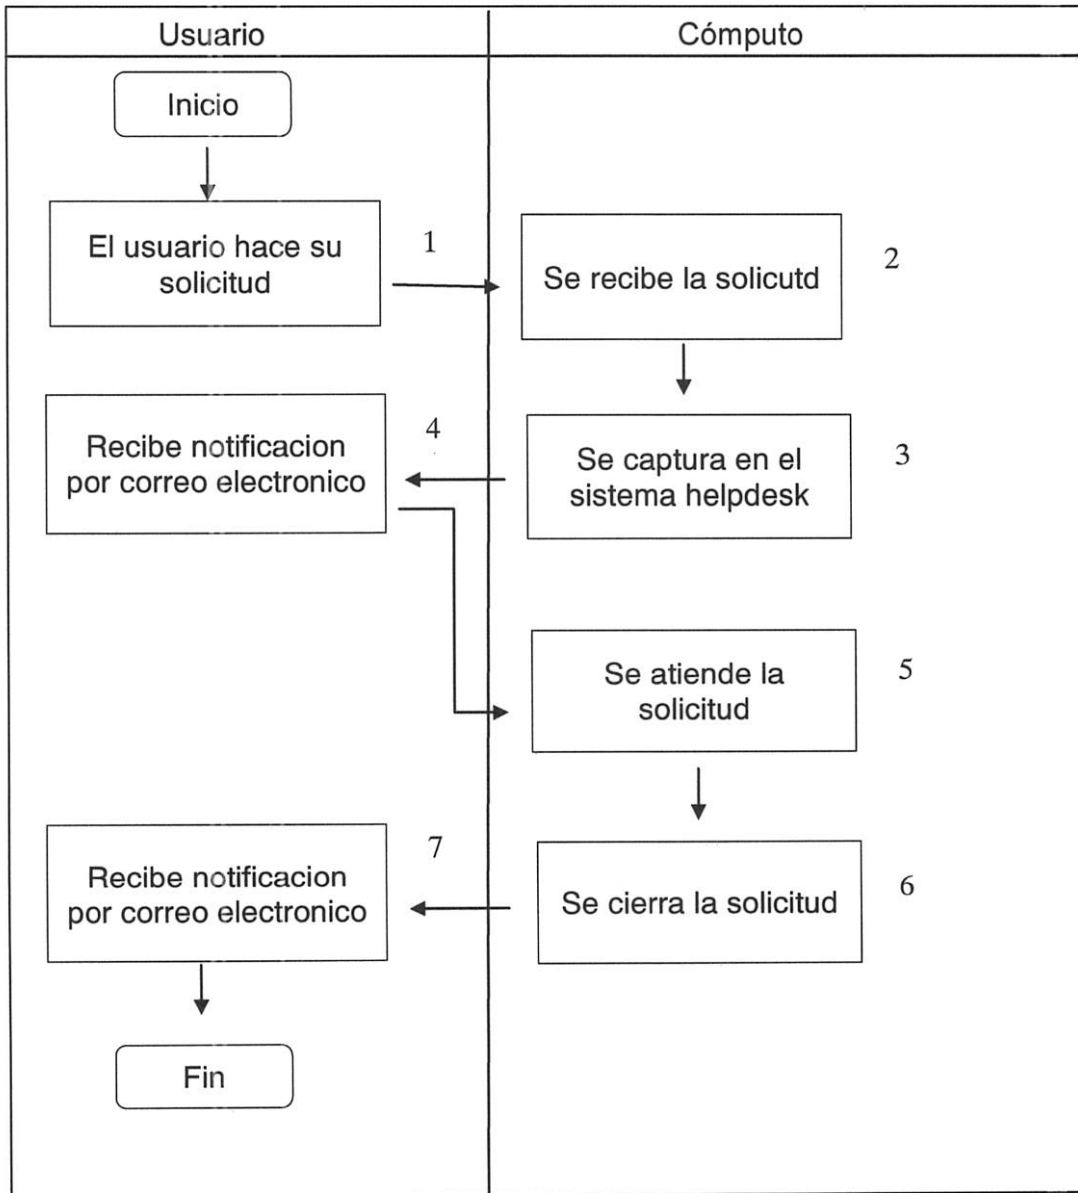 Usuario
Cómputo
Inicio
El usuario hace su
solicitud
1
Se recibe la solicutd
2
Se captura en el
sistema helpdesk
3
Recibe notificacion
por correo electronico
4
Se atiende la
solicitud
5
Se cierra la solicitud
6
Recibe notificacion
por correo electronico
7
Fin